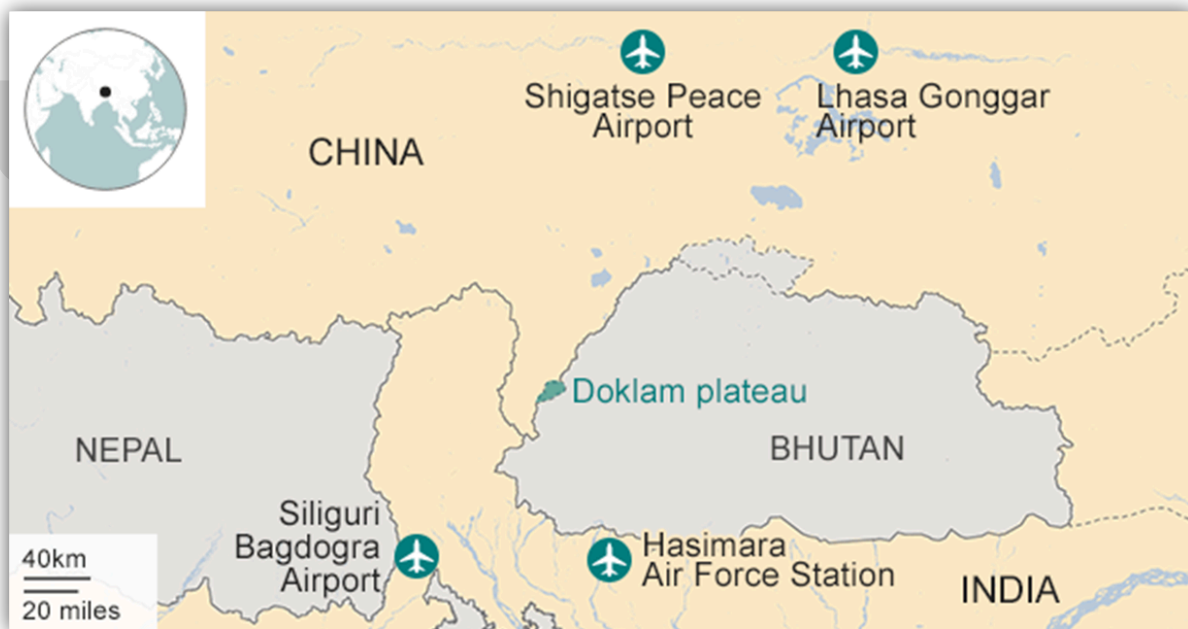 Shigatse Peace
Airport
Lhasa Gonggar
Airport
CHINA
Doklam plateau
NEPAL
BHUTAN
Siliguri
Bagdogra
Airport
Hasimara
Air Force Station
INDIA
40km
20 miles